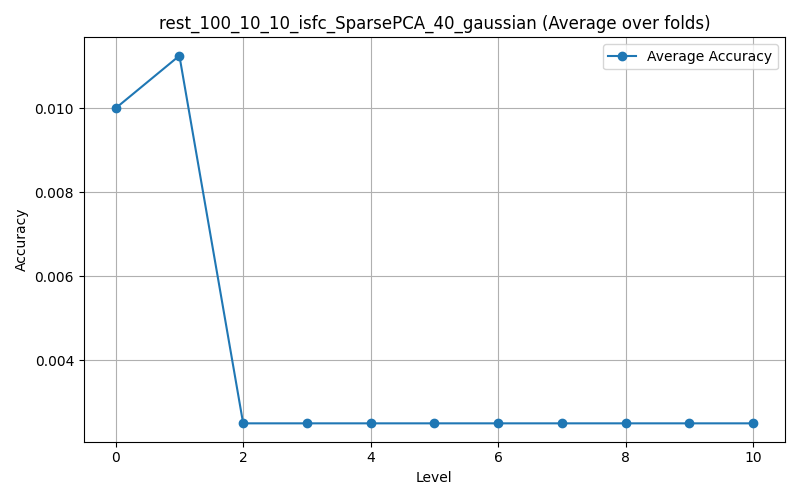 rest_100_10_10_isfc_SparsePCA_40_gaussian (Average over folds)
Average Accuracy
0.010
0.008
0.006
0.004
Accuracy
0 2 4 6 8 10
Level